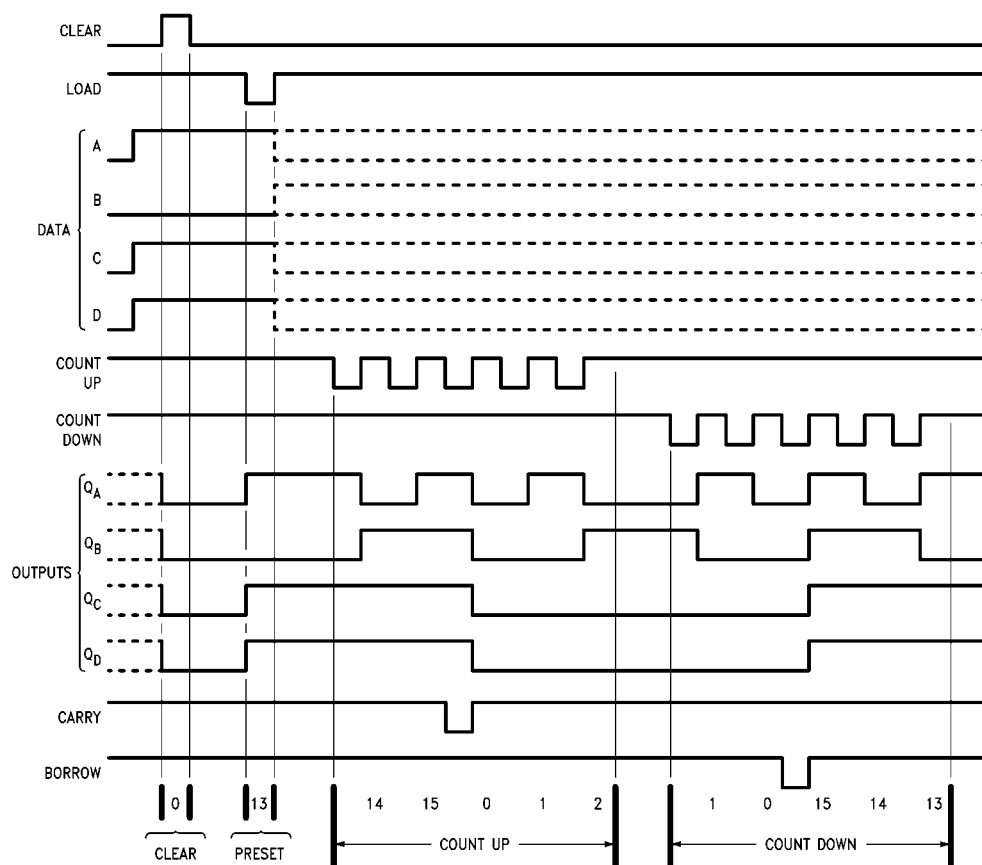 CLEAR
LOAD
A
B
DATA
C
D
COUNT
UP
COUNT
DOWN
QA
QB
OUTPUTS
QC
QD
CARRY
BORROW
0 13 14 15 0 1 2 1 0 15 14 13
CLEAR PRESET COUNT UP COUNT DOWN